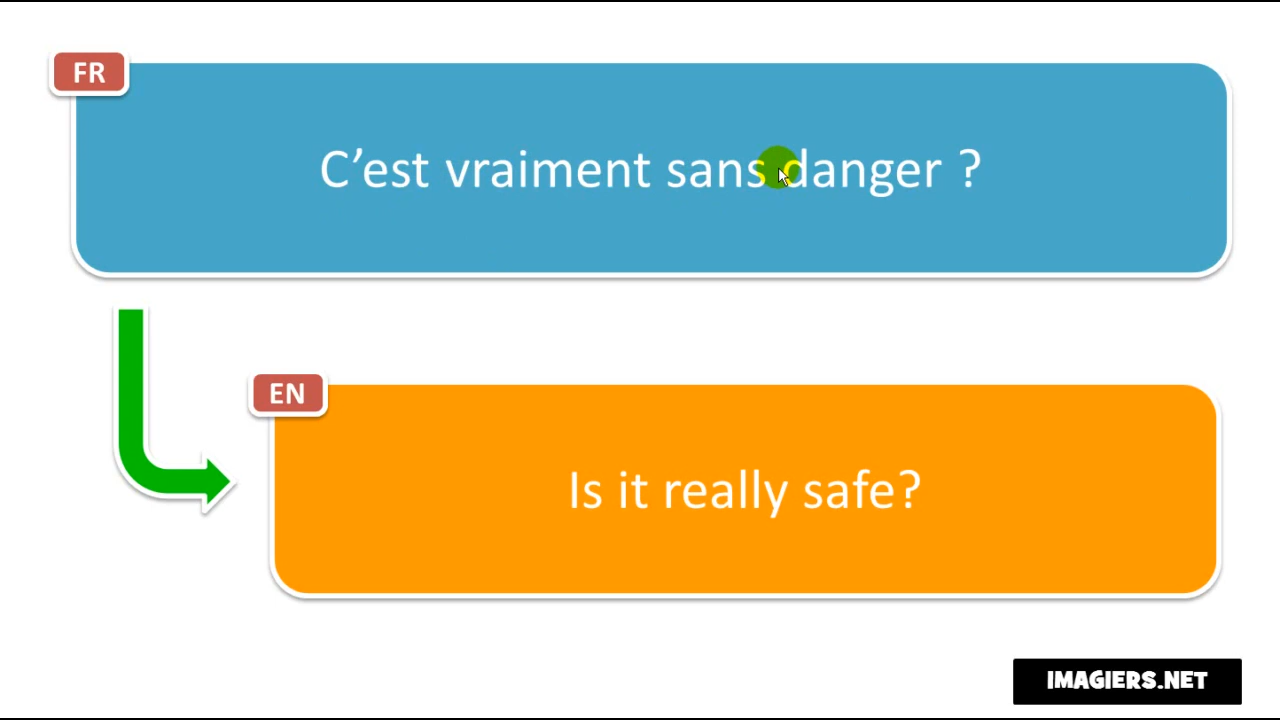 FR
C’est vraiment sans danger ?
EN
Is it really safe?
IMAGIERS.NET